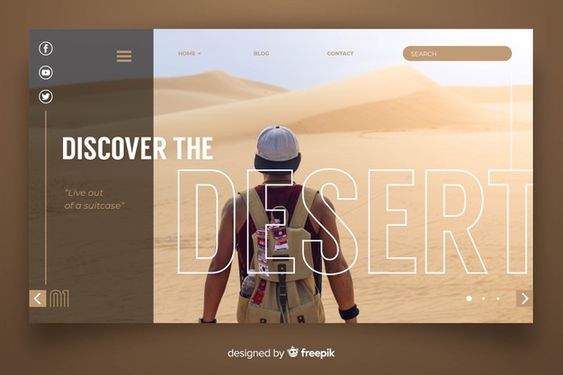 HOME
BLOG
CONTACT
SEARCH
DISCOVER THE
DESERT
"Live out
of a suitcase"
01
designed by freepik